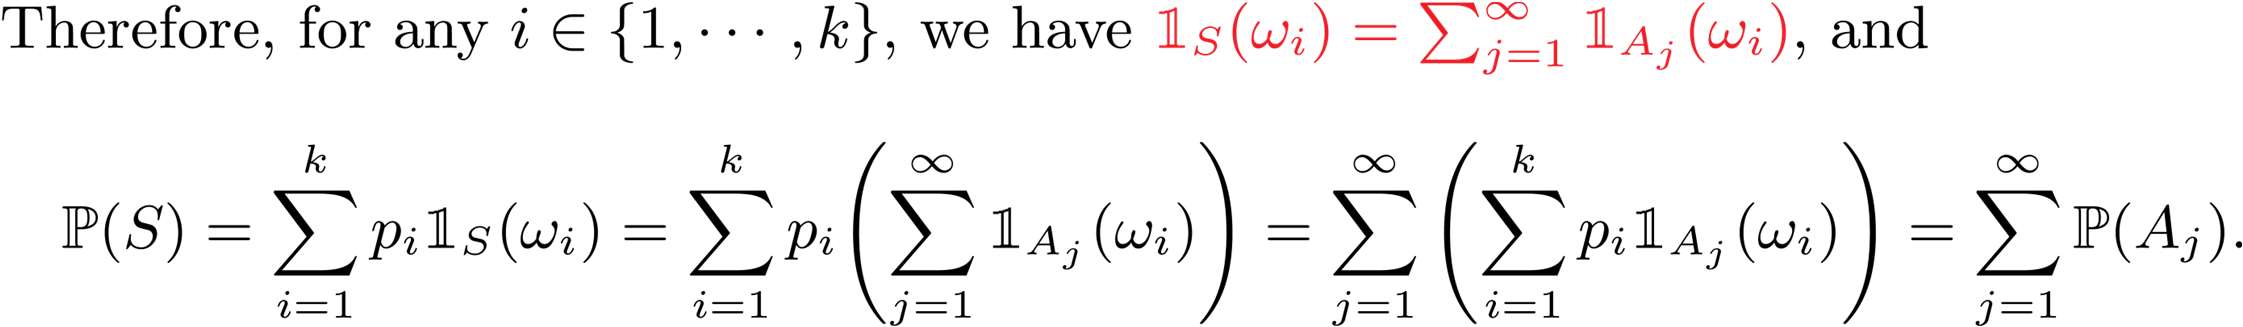 Therefore, for any $i \in \{1, \cdots, k\}$, we have $\mathbb{1}_S(\omega_i) = \sum_{j=1}^{\infty} \mathbb{1}_{A_j}(\omega_i)$, and
$\mathbb{P}(S) = \sum_{i=1}^{k} p_i \mathbb{1}_S(\omega_i) = \sum_{i=1}^{k} p_i \left( \sum_{j=1}^{\infty} \mathbb{1}_{A_j}(\omega_i) \right) = \sum_{j=1}^{\infty} \left( \sum_{i=1}^{k} p_i \mathbb{1}_{A_j}(\omega_i) \right) = \sum_{j=1}^{\infty} \mathbb{P}(A_j).$